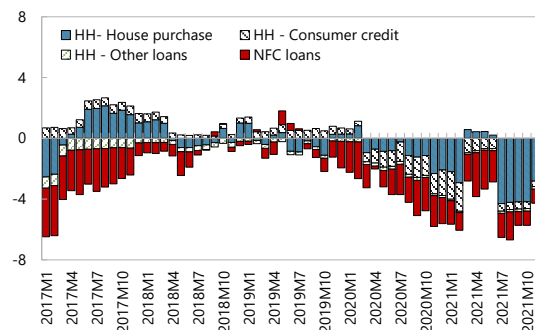 8
HH- House purchase HH - Consumer credit
HH - Other loans NFC loans
4
0
-4
-8
2017M1 2017M4 2017M7 2017M10 2018M1 2018M4 2018M7 2018M10 2019M1 2019M4 2019M7 2019M10 2020M1 2020M4 2020M7 2020M10 2021M1 2021M4 2021M7 2021M10